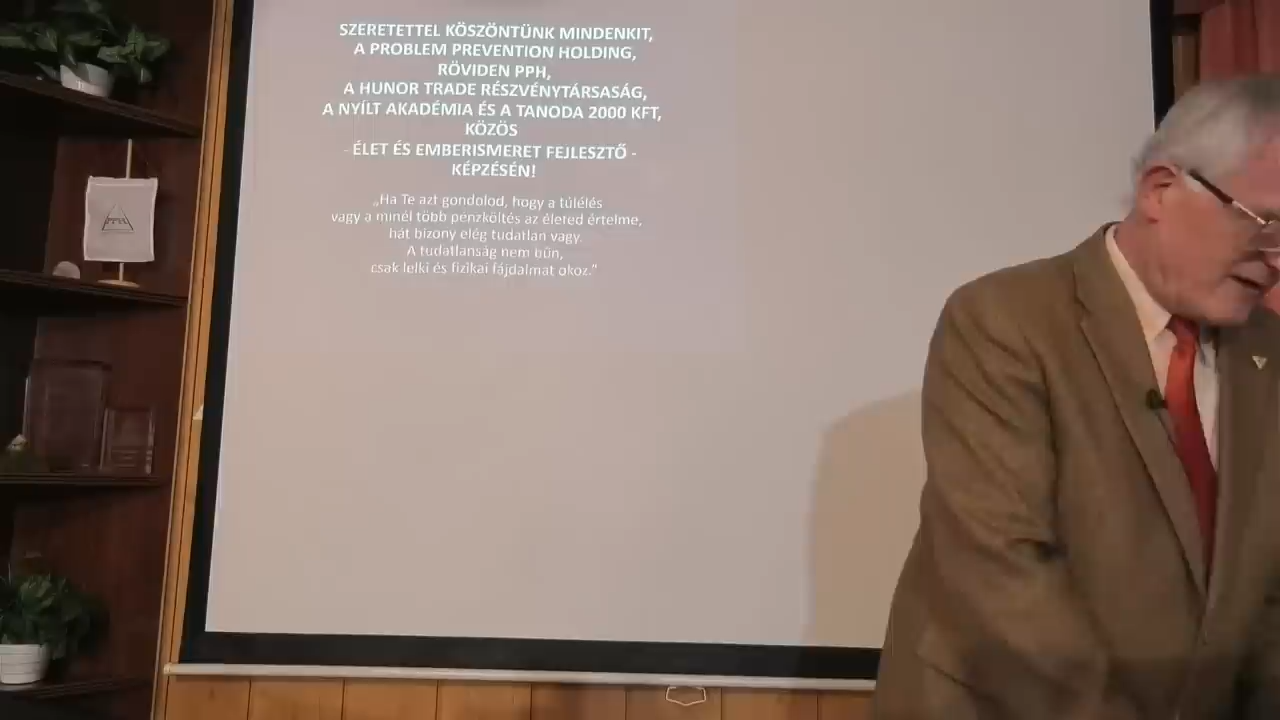 SZERETETTEL KÖSZÖNTÜNK MINDENKIT,
A PROBLEM PREVENTION HOLDING,
RÖVIDEN PPH,
A HUNOR TRADE RÉSZVÉNYTÁRSASÁG,
A NYÍLT AKADÉMIA ÉS A TANODA 2000 KFT,
KÖZÖS
- ÉLET ÉS EMBERISMERET FEJLESZTŐ -
KÉPZÉSÉN!
„Ha Te azt gondolod, hogy a túlélés
vagy a minél több pénzköltés az életed értelme,
hát bizony elég tudatlan vagy.
A tudatlanság nem bűn,
csak lelki és fizikai fájdalmat okoz."